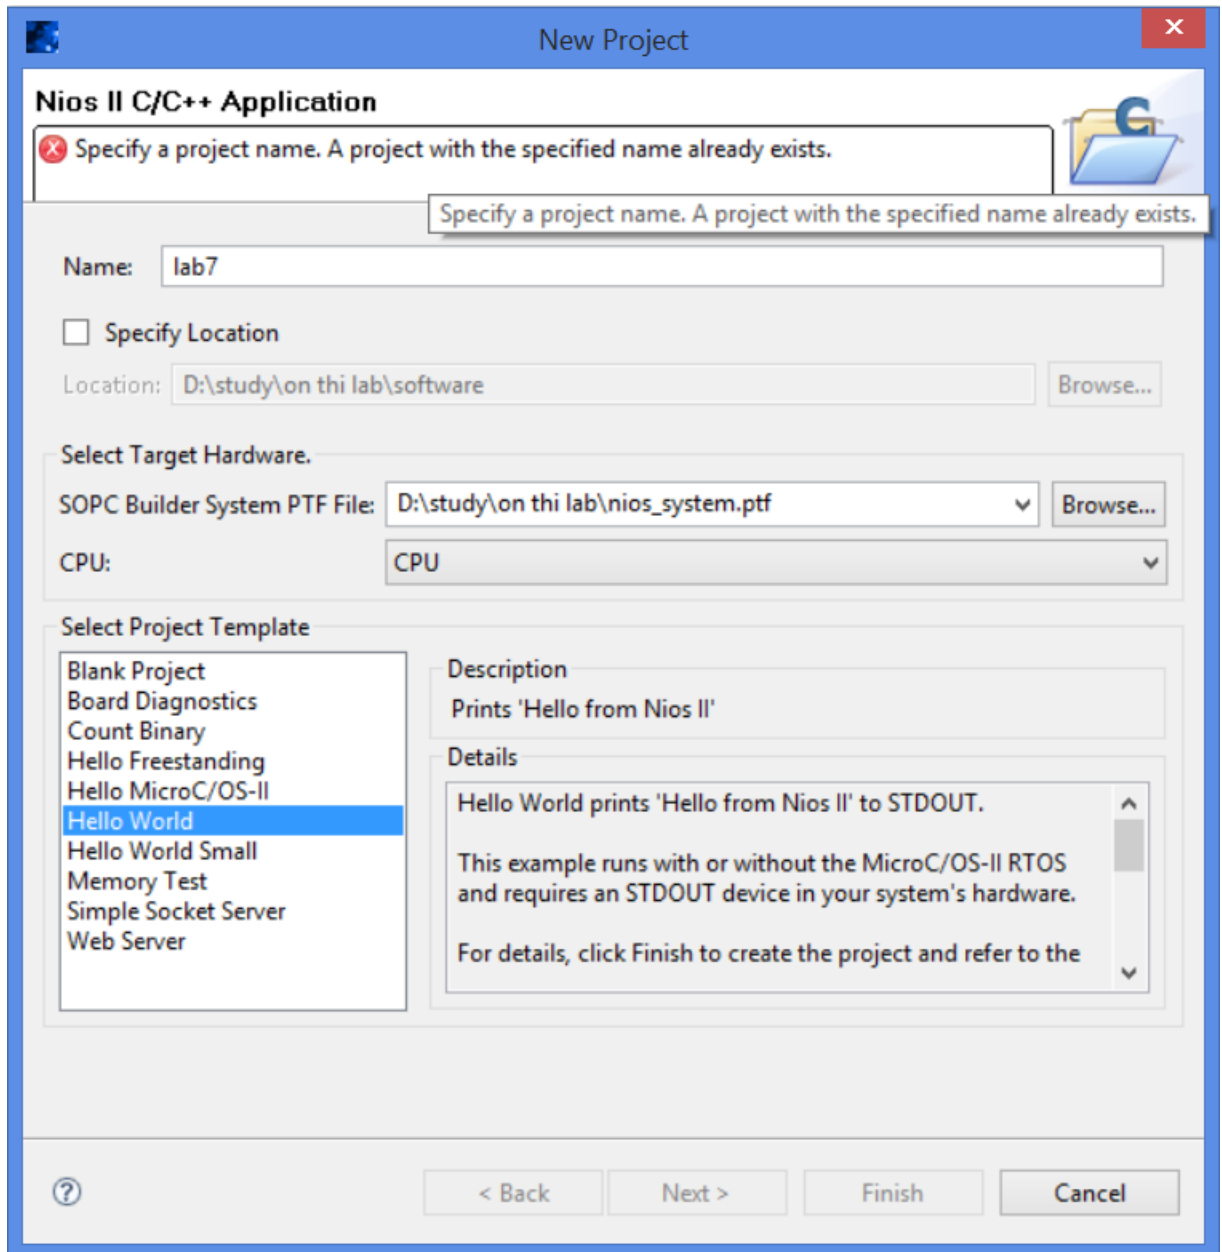 New Project
Nios II C/C++ Application
Specify a project name. A project with the specified name already exists.
Specify a project name. A project with the specified name already exists.
Name: lab7
Specify Location
Location: D:\study\on thi lab\software Browse...
Select Target Hardware.
SOPC Builder System PTF File: D:\study\on thi lab\nios_system.ptf Browse...
CPU: CPU
Select Project Template
Blank Project
Board Diagnostics
Count Binary
Hello Freestanding
Hello MicroC/OS-II
Hello World
Hello World Small
Memory Test
Simple Socket Server
Web Server
Description
Prints 'Hello from Nios II'
Details
Hello World prints 'Hello from Nios II' to STDOUT.
This example runs with or without the MicroC/OS-II RTOS
and requires an STDOUT device in your system's hardware.
For details, click Finish to create the project and refer to the
< Back Next > Finish Cancel